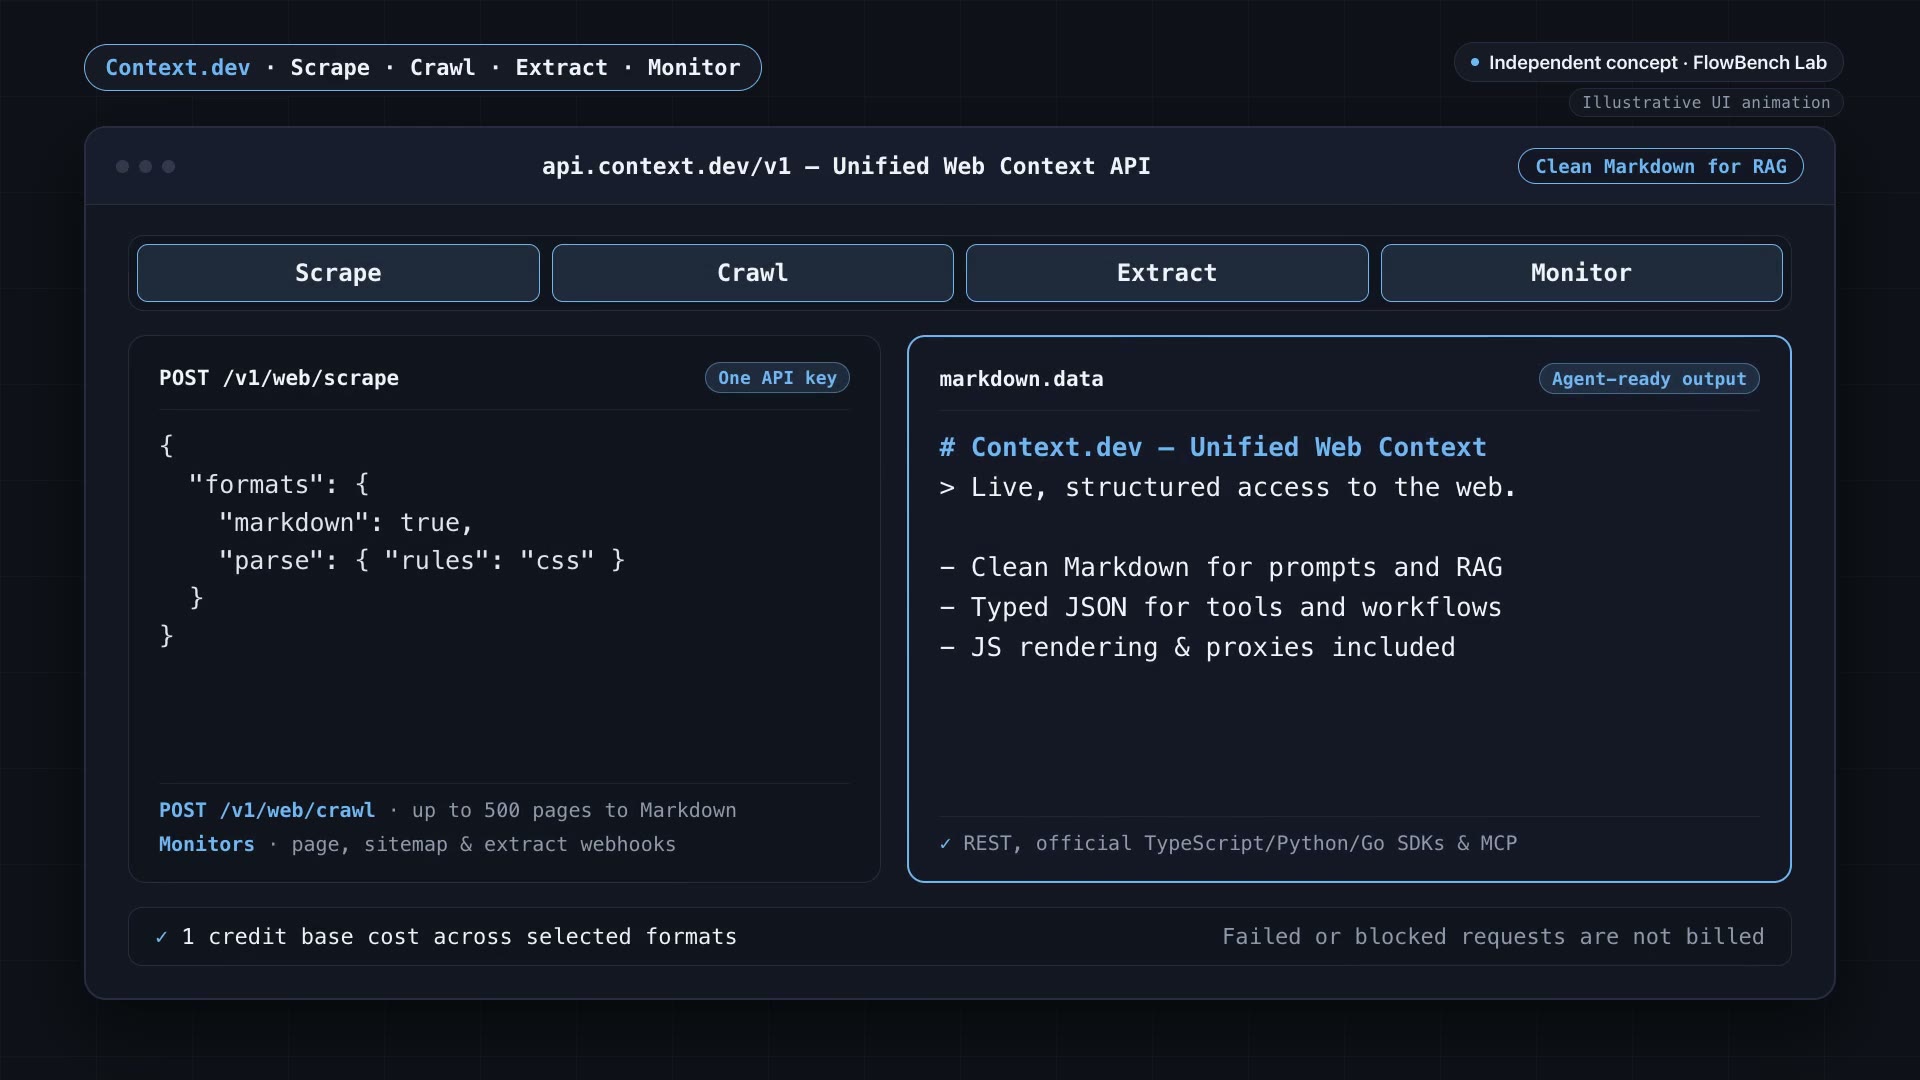 Context.dev · Scrape · Crawl · Extract · Monitor
Independent concept · FlowBench Lab
Illustrative UI animation
api.context.dev/v1 — Unified Web Context API
Clean Markdown for RAG
Scrape
Crawl
Extract
Monitor
POST /v1/web/scrape
One API key
{
  "formats": {
    "markdown": true,
    "parse": { "rules": "css" }
  }
}
POST /v1/web/crawl · up to 500 pages to Markdown
Monitors · page, sitemap & extract webhooks
markdown.data
Agent-ready output
# Context.dev — Unified Web Context
> Live, structured access to the web.
- Clean Markdown for prompts and RAG
- Typed JSON for tools and workflows
- JS rendering & proxies included
✓ REST, official TypeScript/Python/Go SDKs & MCP
✓ 1 credit base cost across selected formats
Failed or blocked requests are not billed